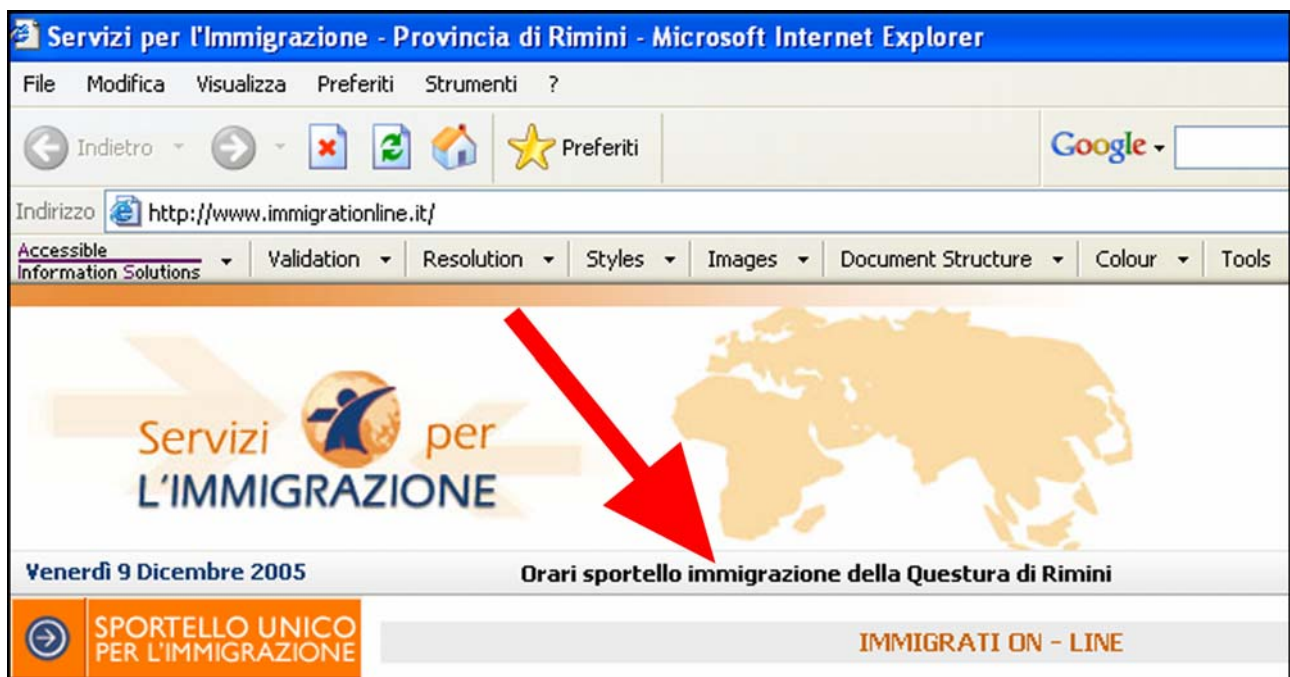 Servizi per l'Immigrazione - Provincia di Rimini - Microsoft Internet Explorer
File Modifica Visualizza Preferiti Strumenti ?
Indietro Preferiti Google
Indirizzo http://www.immigrationline.it/
Accessible
Information Solutions Validation Resolution Styles Images Document Structure Colour Tools
Servizi per
L'IMMIGRAZIONE
Venerdì 9 Dicembre 2005 Orari sportello immigrazione della Questura di Rimini
SPORTELLO UNICO
PER L'IMMIGRAZIONE
IMMIGRATI ON - LINE